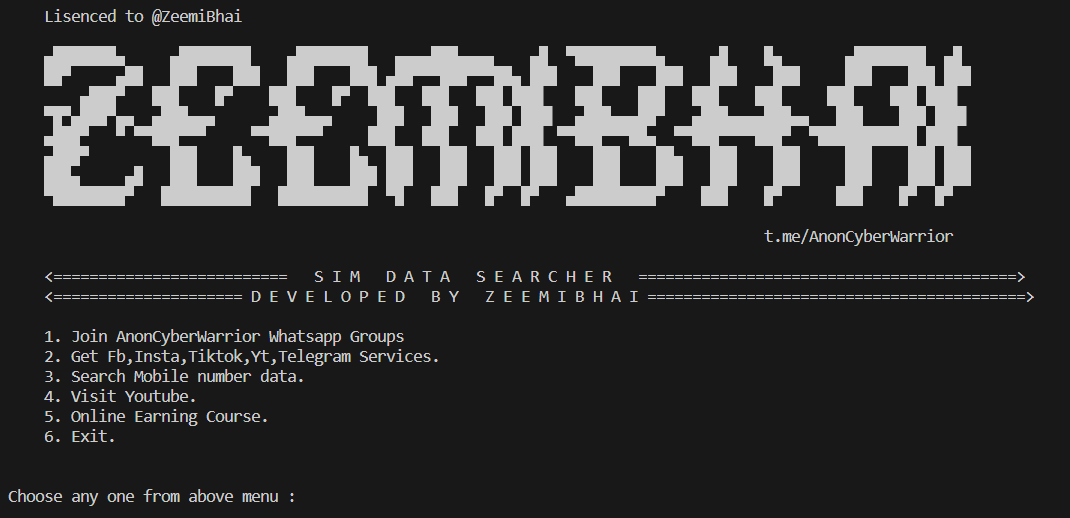 Lisenced to @ZeemiBhai
ZEEMIBHAI
t.me/AnonCyberWarrior
<========================== S I M D A T A S E A R C H E R ==========================================>
<===================== D E V E L O P E D B Y Z E E M I B H A I ==========================================>
1. Join AnonCyberWarrior Whatsapp Groups
2. Get Fb,Insta,Tiktok,Yt,Telegram Services.
3. Search Mobile number data.
4. Visit Youtube.
5. Online Earning Course.
6. Exit.
Choose any one from above menu :